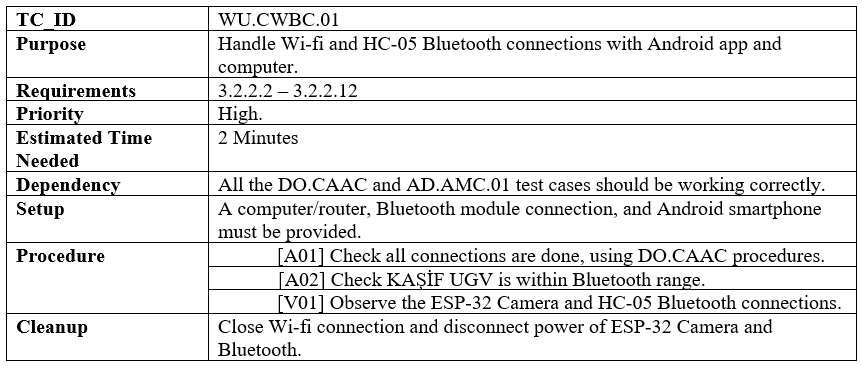 TC_ID WU.CWBC.01
Purpose Handle Wi-fi and HC-05 Bluetooth connections with Android app and
computer.
Requirements 3.2.2.2 – 3.2.2.12
Priority High.
Estimated Time 2 Minutes
Needed
Dependency All the DO.CAAC and AD.AMC.01 test cases should be working correctly.
Setup A computer/router, Bluetooth module connection, and Android smartphone
must be provided.
Procedure [A01] Check all connections are done, using DO.CAAC procedures.
[A02] Check KAŞİF UGV is within Bluetooth range.
[V01] Observe the ESP-32 Camera and HC-05 Bluetooth connections.
Cleanup Close Wi-fi connection and disconnect power of ESP-32 Camera and
Bluetooth.